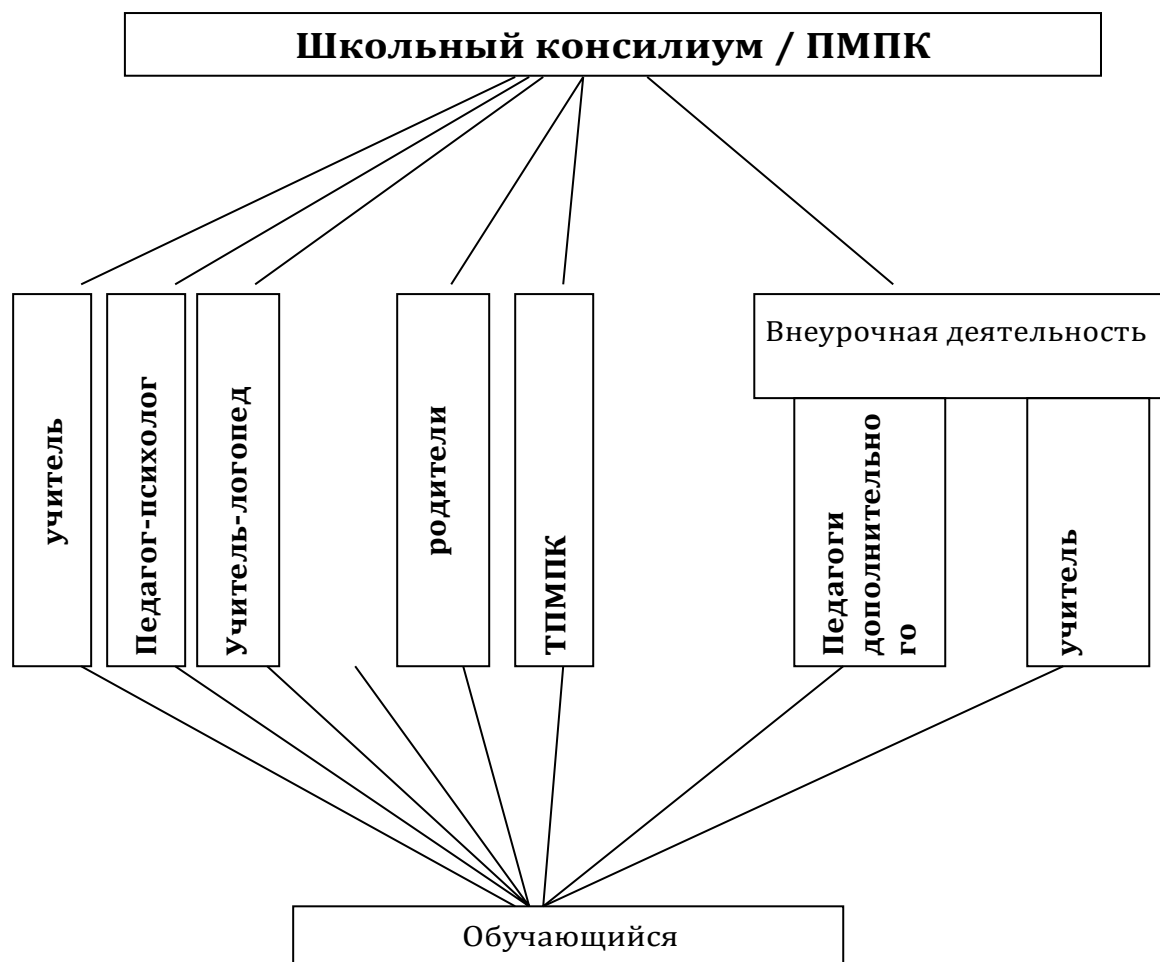 Школьный консилиум / ПМПК
учитель
Педагог-психолог
Учитель-логопед
родители
ТПМПК
Внеурочная деятельность
Педагоги
дополнительно
го
учитель
Обучающийся